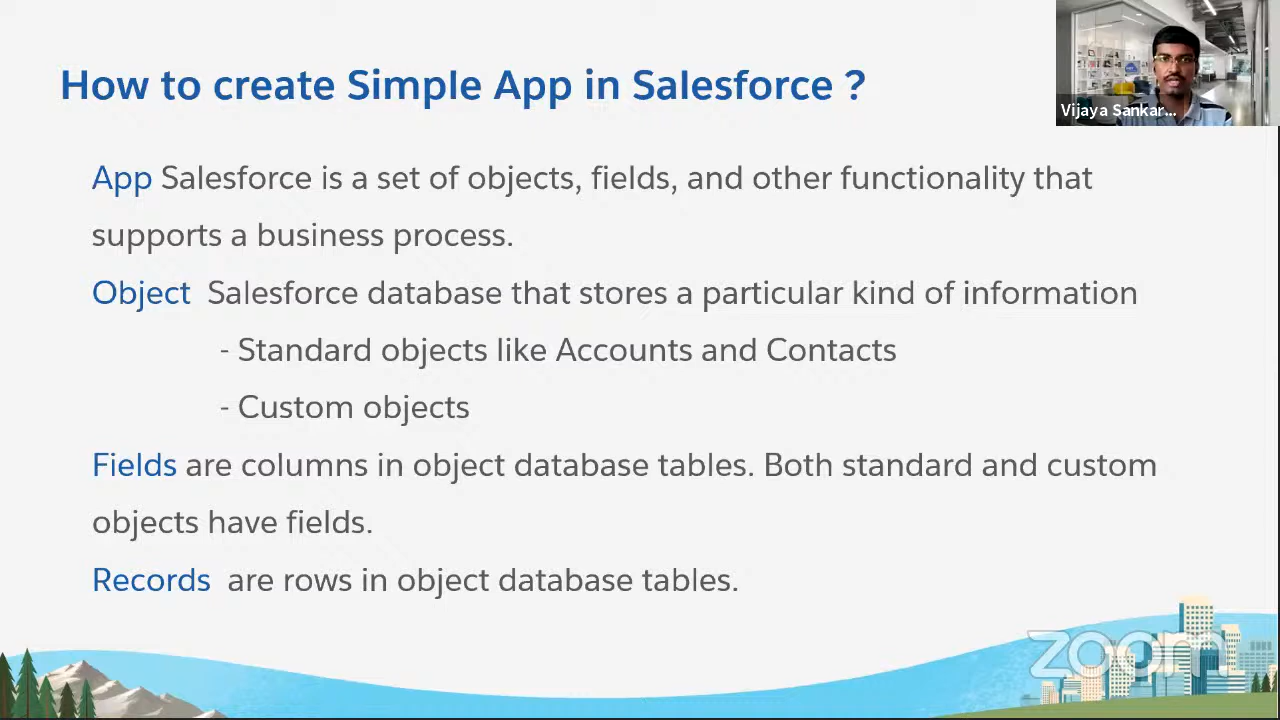 How to create Simple App in Salesforce ?
Vijaya Sankar...
App Salesforce is a set of objects, fields, and other functionality that
supports a business process.
Object Salesforce database that stores a particular kind of information
- Standard objects like Accounts and Contacts
- Custom objects
Fields are columns in object database tables. Both standard and custom
objects have fields.
Records are rows in object database tables.
zoom